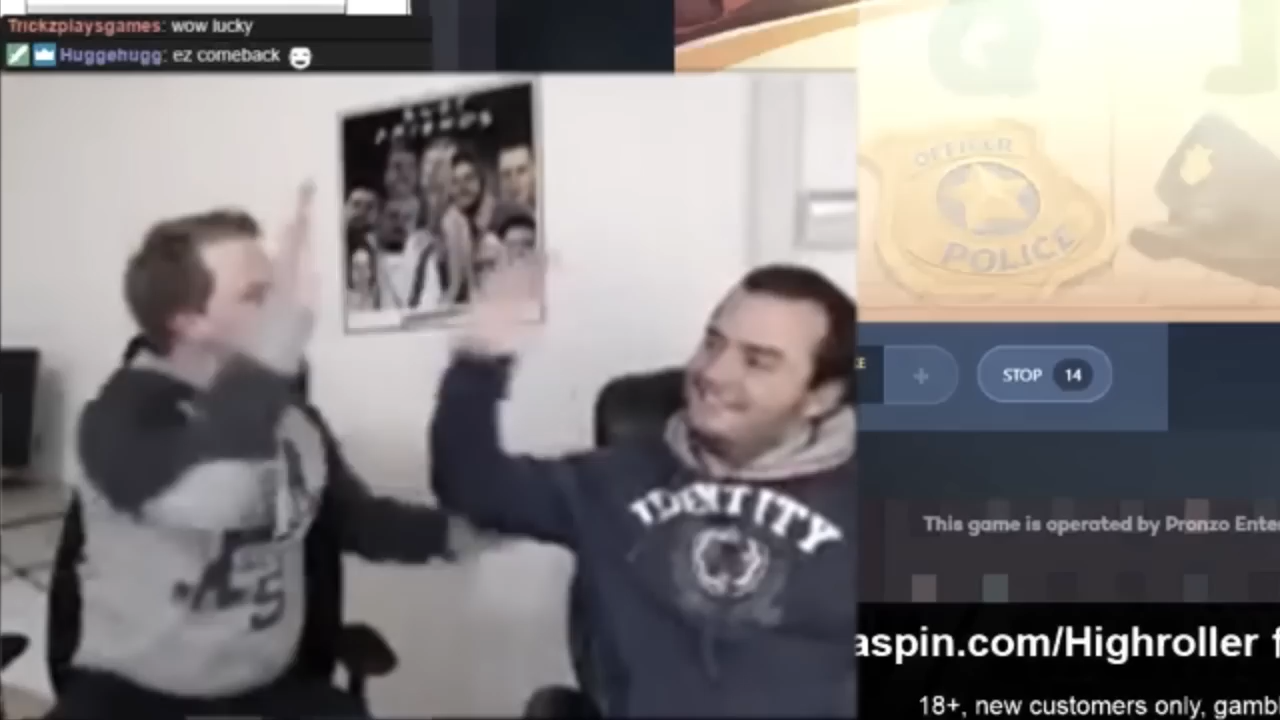 Trickzplaysgames: wow lucky
Huggehugg: ez comeback
FRIENDS
OFFICER
POLICE
STOP 14
IDENTITY
This game is operated by Pronzo Ente
aspin.com/Highroller f
18+, new customers only, gamb